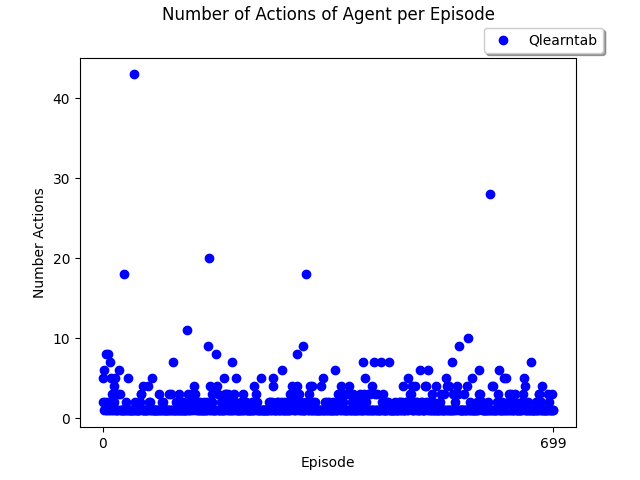 Number of Actions of Agent per Episode
Qlearntab
40
30
20
10
0
Number Actions
0 699
Episode